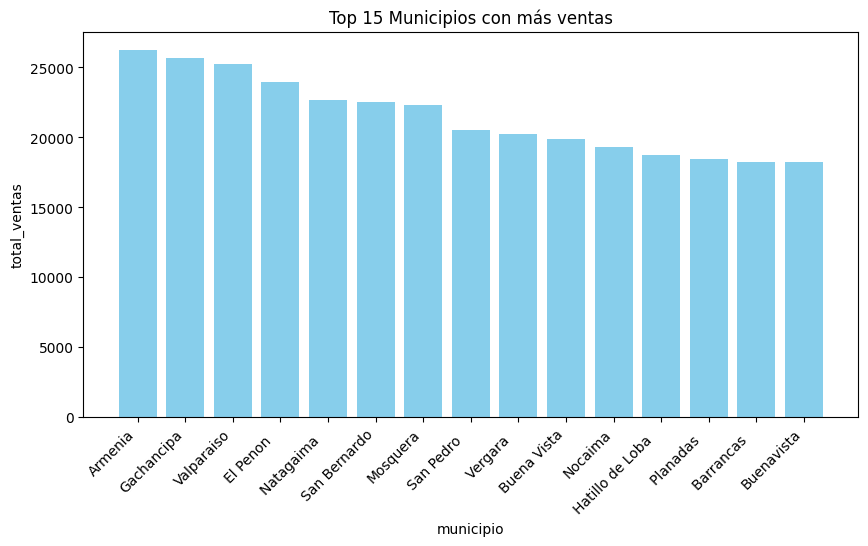 Top 15 Municipios con más ventas
total_ventas
25000
20000
15000
10000
5000
0
Armenia
Gachancipa
Valparaiso
El Penon
Natagaima
San Bernardo
Mosquera
San Pedro
Vergara
Buena Vista
Nocaima
Hatillo de Loba
Planadas
Barrancas
Buenavista
municipio